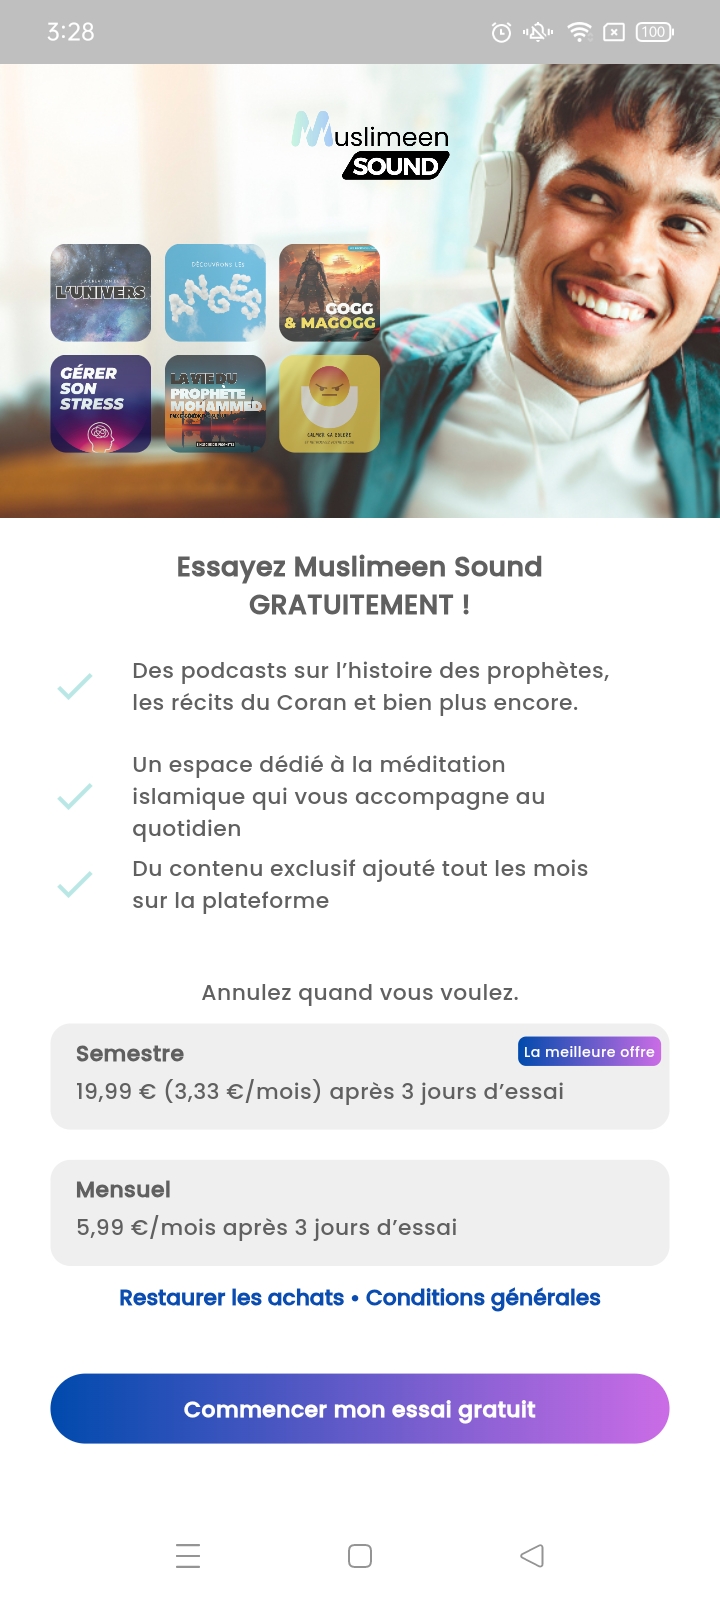 3:28
100
Muslimeen
SOUND
L'UNIVERS
DÉCOUVRONS LES
ANGES
GOGG
& MAGOGG
GÉRER
SON
STRESS
LA VIE DU
PROPHÈTE
MOHAMMED
CALMER SA COLÈRE
Essayez Muslimeen Sound
GRATUITEMENT !
Des podcasts sur l’histoire des prophètes,
les récits du Coran et bien plus encore.
Un espace dédié à la méditation
islamique qui vous accompagne au
quotidien
Du contenu exclusif ajouté tout les mois
sur la plateforme
Annulez quand vous voulez.
Semestre
La meilleure offre
19,99 € (3,33 €/mois) après 3 jours d’essai
Mensuel
5,99 €/mois après 3 jours d’essai
Restaurer les achats • Conditions générales
Commencer mon essai gratuit